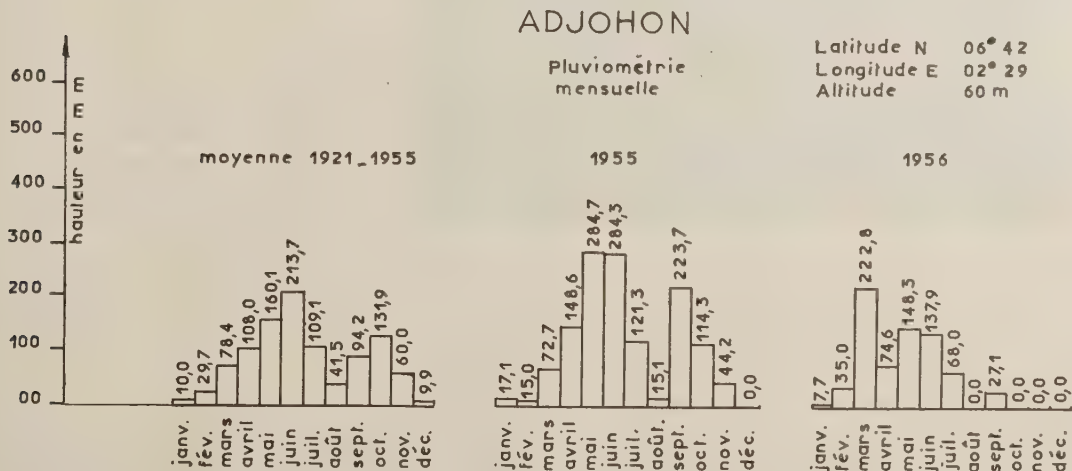 ADJOHON
Pluviométrie
mensuelle
Latitude N 06° 42
Longitude E 02° 29
Altitude 60 m
hauteur en mm
600
500
400
300
200
100
00
moyenne 1921_1955
10,0 29,7 78,4 108,0 160,1 213,7 109,1 41,5 94,2 131,9 60,0 9,9
janv. fév. mars avril mai juin juil. août sept. oct. nov. déc.
1955
17,1 15,0 72,7 148,6 284,7 284,3 121,3 15,1 223,7 114,3 44,2 0,0
janv. fév. mars avril mai juin juil. août. sept. oct. nov. déc.
1956
7,7 35,0 222,8 74,6 148,3 137,9 68,0 0,0 27,1 0,0 0,0 0,0
janv. fév. mars avril mai juin juil. août sept. oct. nov. déc.